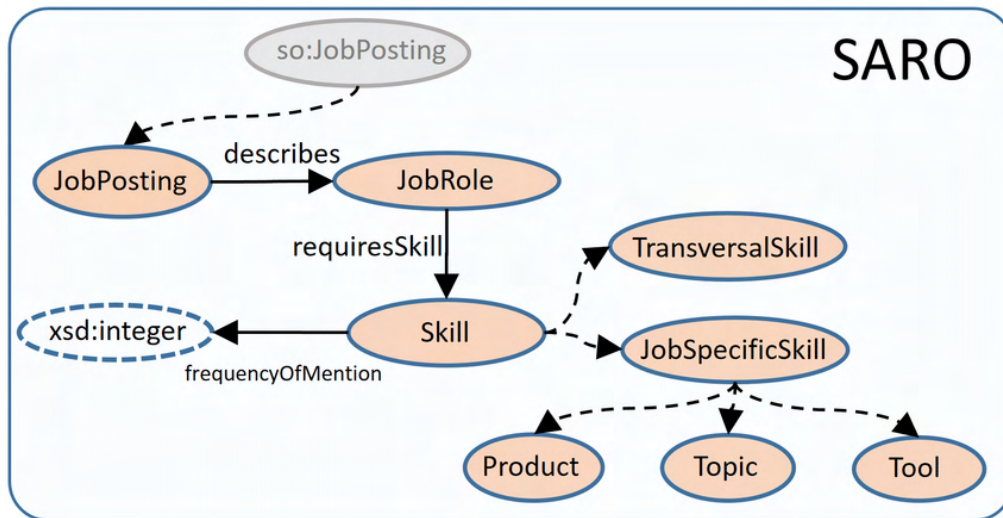 so:JobPosting
SARO
describes
JobPosting
JobRole
requiresSkill
TransversalSkill
xsd:integer
Skill
JobSpecificSkill
frequencyOfMention
Product
Topic
Tool